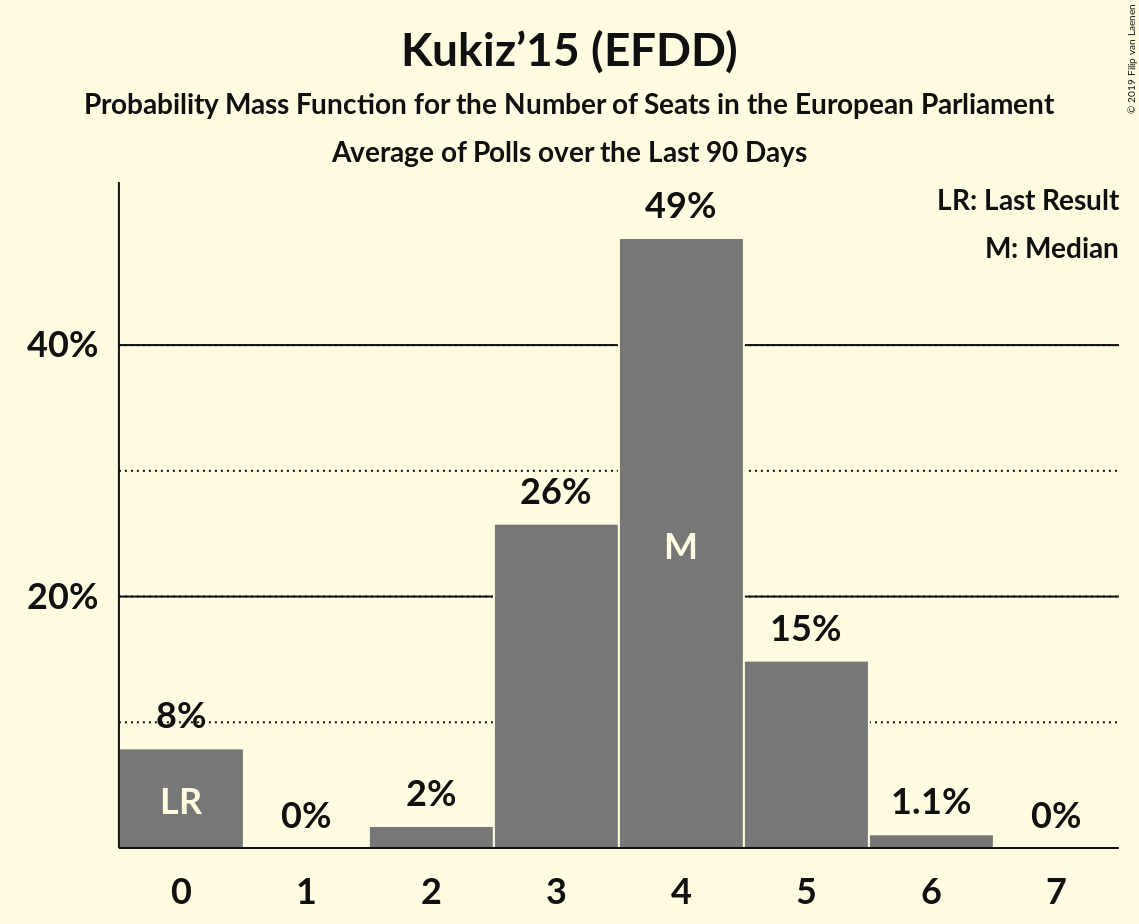 Kukiz’15 (EFDD)
Probability Mass Function for the Number of Seats in the European Parliament
Average of Polls over the Last 90 Days
© 2019 Filip van Laenen
LR: Last Result
M: Median
49%
40%
26%
M
20%
15%
8%
LR
0%
2%
1.1%
0%
0 1 2 3 4 5 6 7